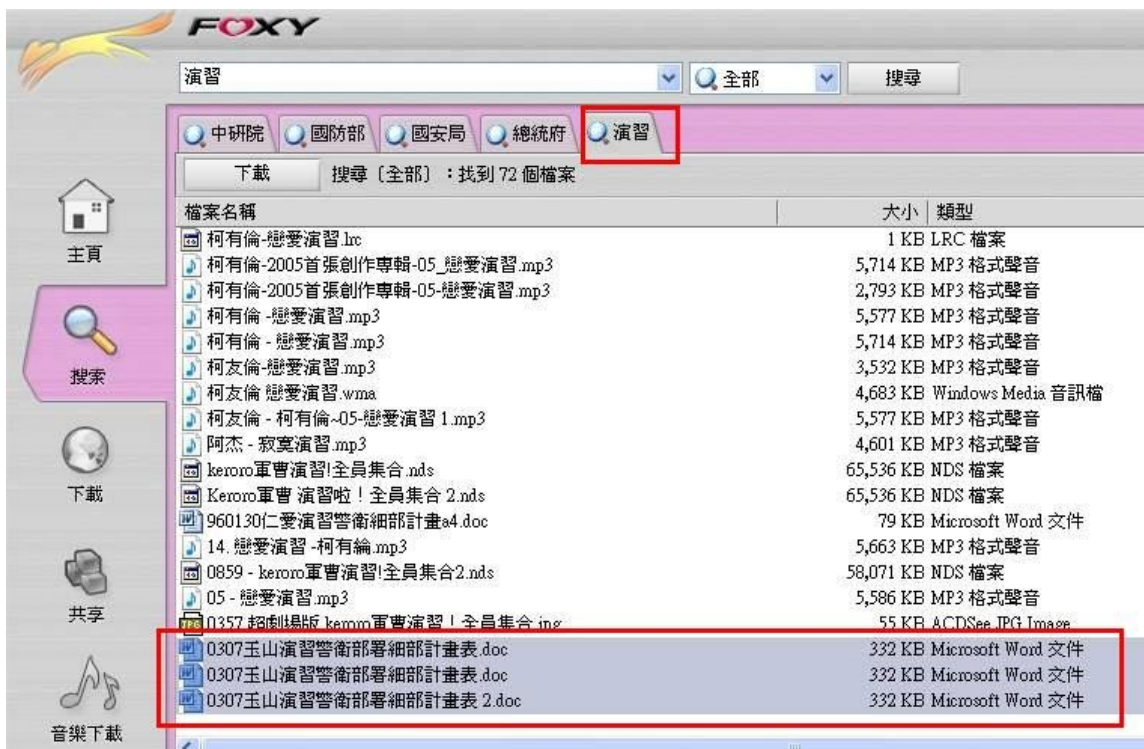 FOXY
演習 全部 搜尋
中研院 國防部 國安局 總統府 演習
下載 搜尋〔全部〕:找到 72 個檔案
檔案名稱 大小 類型
柯有倫-戀愛演習.lrc 1 KB LRC 檔案
柯有倫-2005首張創作專輯-05_戀愛演習.mp3 5,714 KB MP3 格式聲音
柯有倫-2005首張創作專輯-05-戀愛演習.mp3 2,793 KB MP3 格式聲音
柯有倫 -戀愛演習.mp3 5,577 KB MP3 格式聲音
柯有倫 - 戀愛演習.mp3 5,714 KB MP3 格式聲音
柯友倫-戀愛演習.mp3 3,532 KB MP3 格式聲音
柯友倫 戀愛演習.wma 4,683 KB Windows Media 音訊檔
柯友倫 - 柯有倫~05-戀愛演習 1.mp3 5,577 KB MP3 格式聲音
阿杰 - 寂寞演習.mp3 4,601 KB MP3 格式聲音
keroro軍曹演習!全員集合.nds 65,536 KB NDS 檔案
Keroro軍曹 演習啦!全員集合 2.nds 65,536 KB NDS 檔案
960130仁愛演習警衛細部計畫a4.doc 79 KB Microsoft Word 文件
14. 戀愛演習 -柯有綸.mp3 5,663 KB MP3 格式聲音
0859 - keroro軍曹演習!全員集合2.nds 58,071 KB NDS 檔案
05 - 戀愛演習.mp3 5,586 KB MP3 格式聲音
0357 超劇場版 keroro軍曹演習!全員集合.jpg 55 KB ACDSee JPG Image
0307玉山演習警衛部署細部計畫表.doc 332 KB Microsoft Word 文件
0307玉山演習警衛部署細部計畫表.doc 332 KB Microsoft Word 文件
0307玉山演習警衛部署細部計畫表 2.doc 332 KB Microsoft Word 文件
主頁
搜索
下載
共享
音樂下載